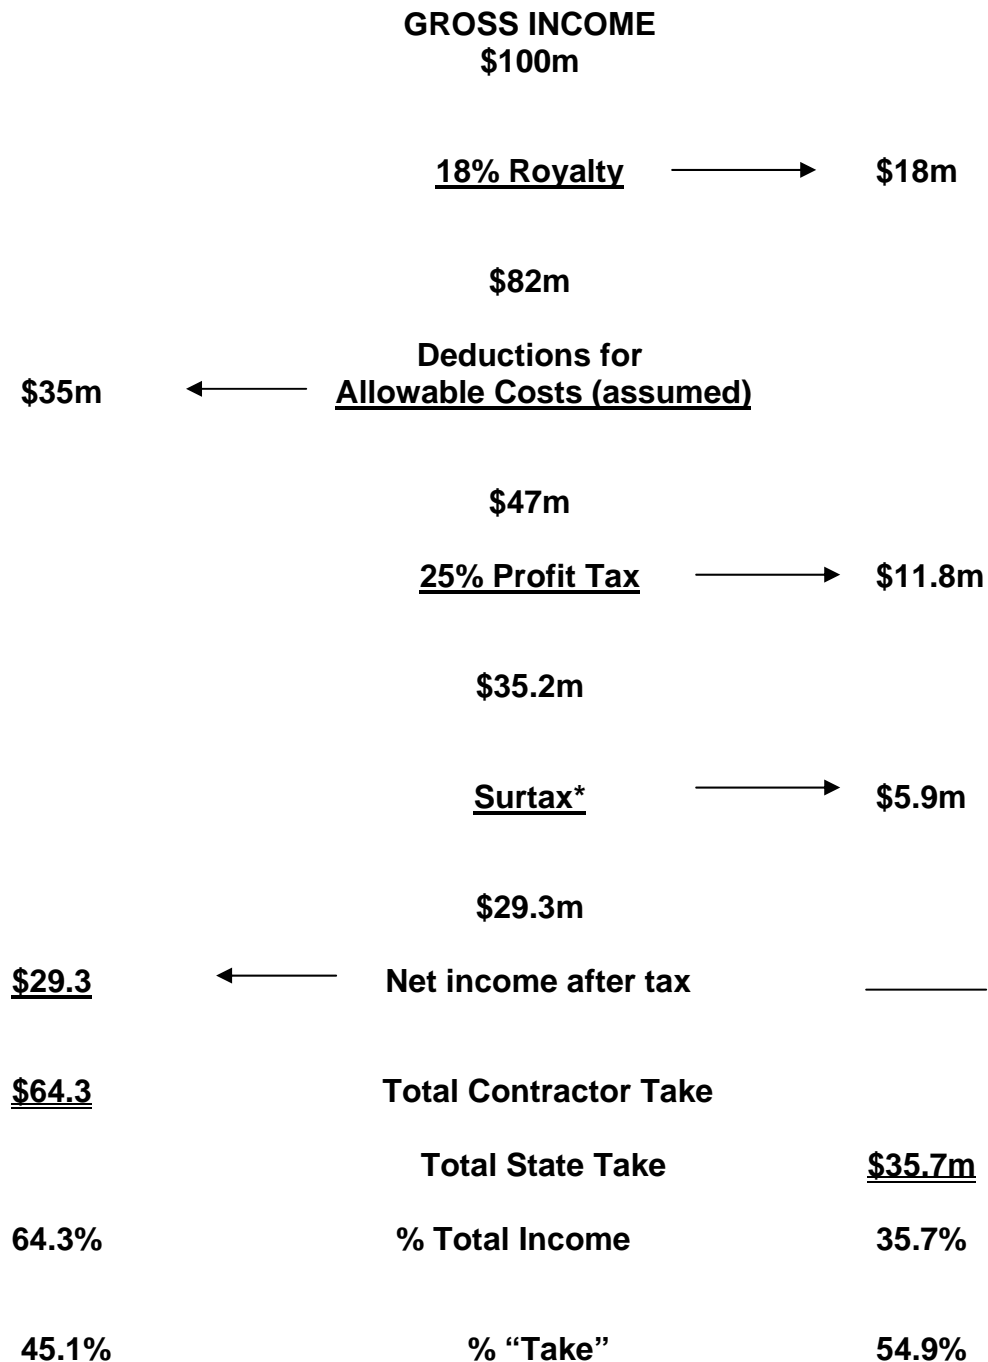 GROSS INCOME
$100m
18% Royalty $18m
$82m
Deductions for
$35m Allowable Costs (assumed)
$47m
25% Profit Tax $11.8m
$35.2m
Surtax* $5.9m
$29.3m
$29.3 Net income after tax
$64.3 Total Contractor Take
Total State Take $35.7m
64.3% % Total Income 35.7%
45.1% % “Take” 54.9%